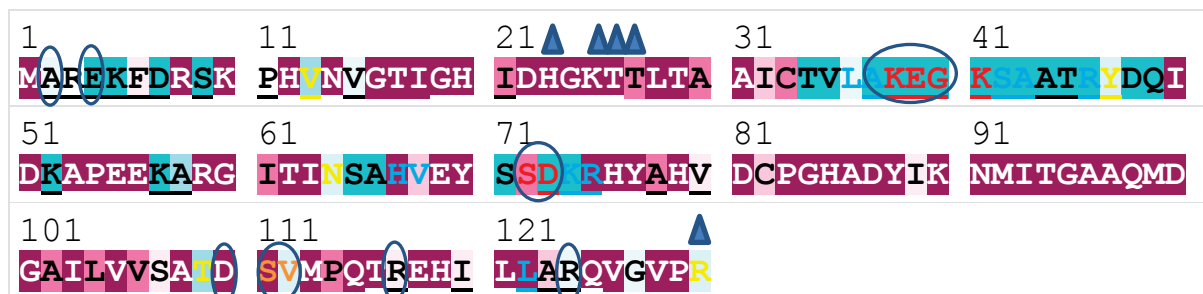 1 11 21 31 41
MAREKFDRSK PHVNVGTIGH IDHGKTTLTA AICTVLAKEG KSAATRYDQI
51 61 71 81 91
DKAPEEKARG ITINSAHVEY SSDKRHYAHV DCPGHADYIK NMITGAAQMD
101 111 121
GAILVVSATD SVMPQTREHI LLARQVGVPR